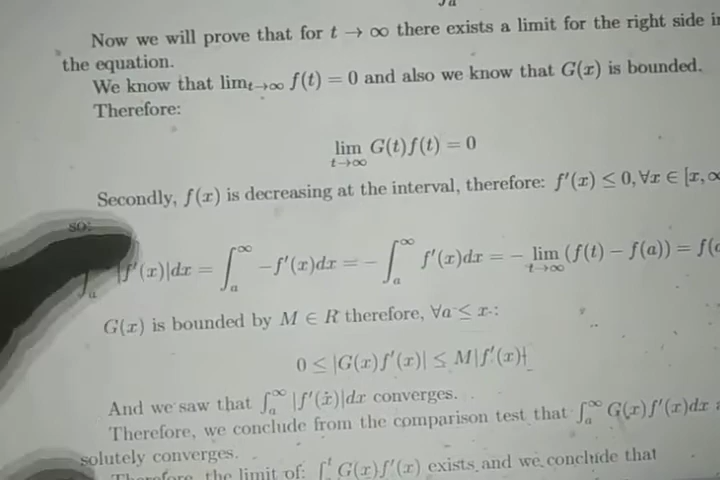 Now we will prove that for t → ∞ there exists a limit for the right side in
the equation.
We know that lim_{t→∞} f(t) = 0 and also we know that G(x) is bounded.
Therefore:
lim_{t→∞} G(t)f(t) = 0
Secondly, f(x) is decreasing at the interval, therefore: f'(x) ≤ 0, ∀x ∈ [x, ∞
so:
∫_a |f'(x)|dx = ∫_a^∞ −f'(x)dx = − ∫_a^∞ f'(x)dx = − lim_{t→∞} (f(t) − f(a)) = f(
G(x) is bounded by M ∈ R therefore, ∀a ≤ x:
0 ≤ |G(x)f'(x)| ≤ M|f'(x)|
And we saw that ∫_a^∞ |f'(x)|dx converges.
Therefore, we conclude from the comparison test that ∫_a^∞ G(x)f'(x)dx a
solutely converges.
Therefore, the limit of: ∫^t G(x)f'(x) exists and we conclude that